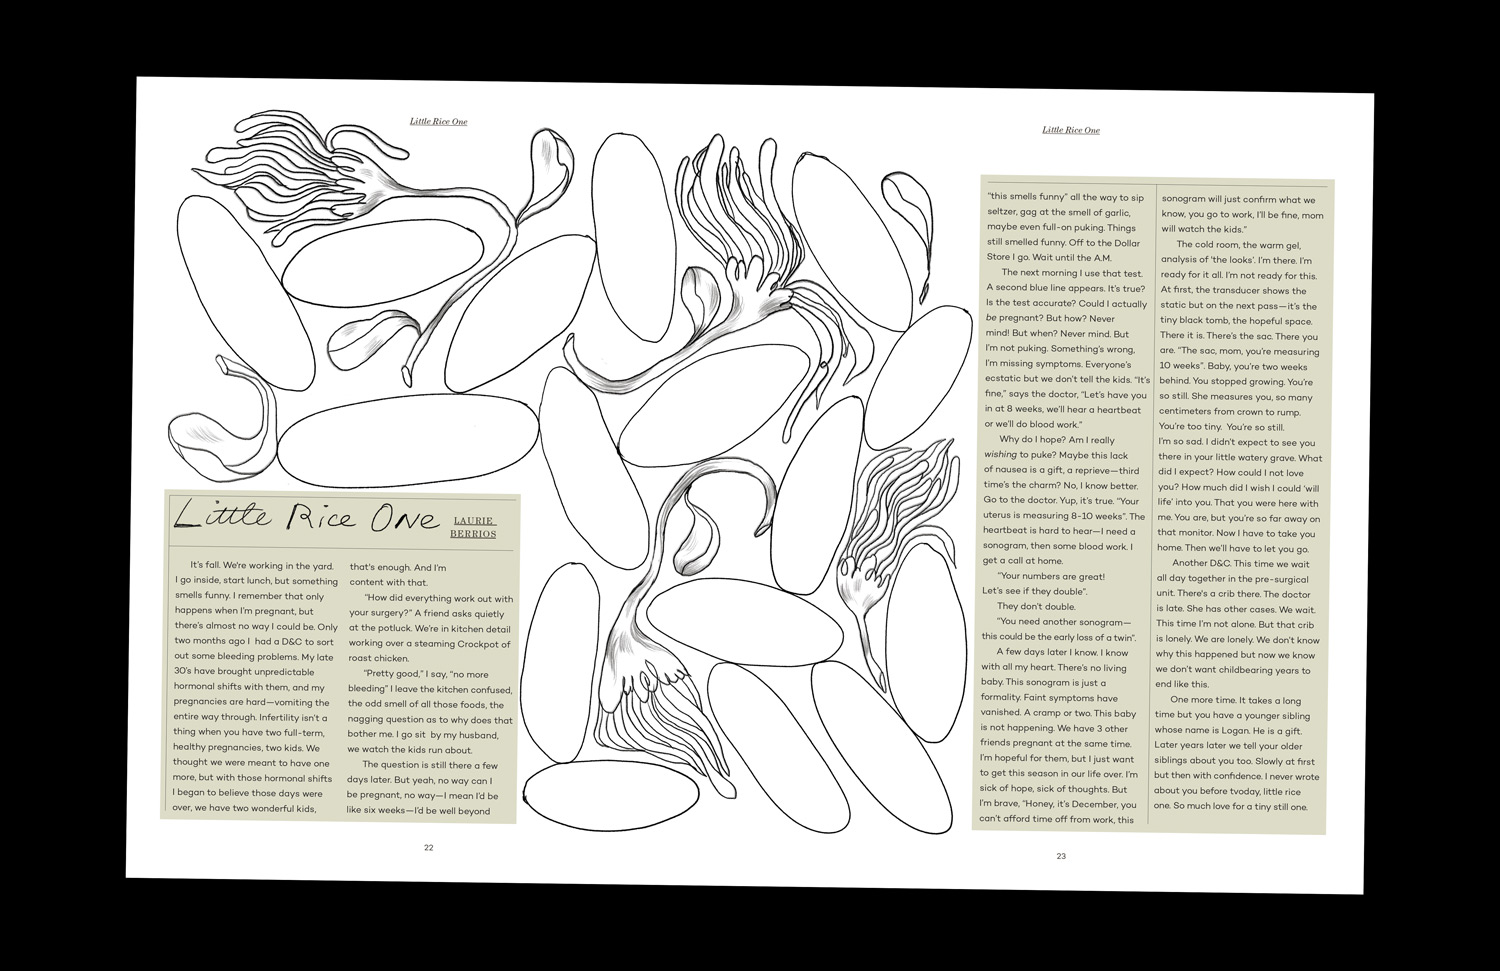 Little Rice One
Little Rice One
Little Rice One
LAURIE
BERRIOS
It's fall. We're working in the yard.
I go inside, start lunch, but something
smells funny. I remember that only
happens when I'm pregnant, but
there's almost no way I could be. Only
two months ago I  had a D&C to sort
out some bleeding problems. My late
30's have brought unpredictable
hormonal shifts with them, and my
pregnancies are hard—vomiting the
entire way through. Infertility isn't a
thing when you have two full-term,
healthy pregnancies, two kids. We
thought we were meant to have one
more, but with those hormonal shifts
I began to believe those days were
over, we have two wonderful kids,
that's enough. And I'm
content with that.
“How did everything work out with
your surgery?” A friend asks quietly
at the potluck. We're in kitchen detail
working over a steaming Crockpot of
roast chicken.
“Pretty good,” I say, “no more
bleeding” I leave the kitchen confused,
the odd smell of all those foods, the
nagging question as to why does that
bother me. I go sit  by my husband,
we watch the kids run about.
The question is still there a few
days later. But yeah, no way can I
be pregnant, no way—I mean I'd be
like six weeks—I'd be well beyond
“this smells funny” all the way to sip
seltzer, gag at the smell of garlic,
maybe even full-on puking. Things
still smelled funny. Off to the Dollar
Store I go. Wait until the A.M.
The next morning I use that test.
A second blue line appears. It's true?
Is the test accurate? Could I actually
be pregnant? But how? Never
mind! But when? Never mind. But
I'm not puking. Something's wrong,
I'm missing symptoms. Everyone's
ecstatic but we don't tell the kids. “It's
fine,” says the doctor, “Let's have you
in at 8 weeks, we'll hear a heartbeat
or we'll do blood work.”
Why do I hope? Am I really
wishing to puke? Maybe this lack
of nausea is a gift, a reprieve—third
time's the charm? No, I know better.
Go to the doctor. Yup, it's true. “Your
uterus is measuring 8-10 weeks”. The
heartbeat is hard to hear—I need a
sonogram, then some blood work. I
get a call at home.
“Your numbers are great!
Let's see if they double”.
They don't double.
“You need another sonogram—
this could be the early loss of a twin”.
A few days later I know. I know
with all my heart. There's no living
baby. This sonogram is just a
formality. Faint symptoms have
vanished. A cramp or two. This baby
is not happening. We have 3 other
friends pregnant at the same time.
I'm hopeful for them, but I just want
to get this season in our life over. I'm
sick of hope, sick of thoughts. But
I'm brave, “Honey, it's December, you
can't afford time off from work, this
sonogram will just confirm what we
know, you go to work, I'll be fine, mom
will watch the kids.”
The cold room, the warm gel,
analysis of ‘the looks’. I'm there. I'm
ready for it all. I'm not ready for this.
At first, the transducer shows the
static but on the next pass—it's the
tiny black tomb, the hopeful space.
There it is. There's the sac. There you
are. “The sac, mom, you're measuring
10 weeks”. Baby, you're two weeks
behind. You stopped growing. You're
so still. She measures you, so many
centimeters from crown to rump.
You're too tiny.  You're so still.
I'm so sad. I didn't expect to see you
there in your little watery grave. What
did I expect? How could I not love
you? How much did I wish I could ‘will
life’ into you. That you were here with
me. You are, but you're so far away on
that monitor. Now I have to take you
home. Then we'll have to let you go.
Another D&C. This time we wait
all day together in the pre-surgical
unit. There's a crib there. The doctor
is late. She has other cases. We wait.
This time I'm not alone. But that crib
is lonely. We are lonely. We don't know
why this happened but now we know
we don't want childbearing years to
end like this.
One more time. It takes a long
time but you have a younger sibling
whose name is Logan. He is a gift.
Later years later we tell your older
siblings about you too. Slowly at first
but then with confidence. I never wrote
about you before tvoday, little rice
one. So much love for a tiny still one.
22
23